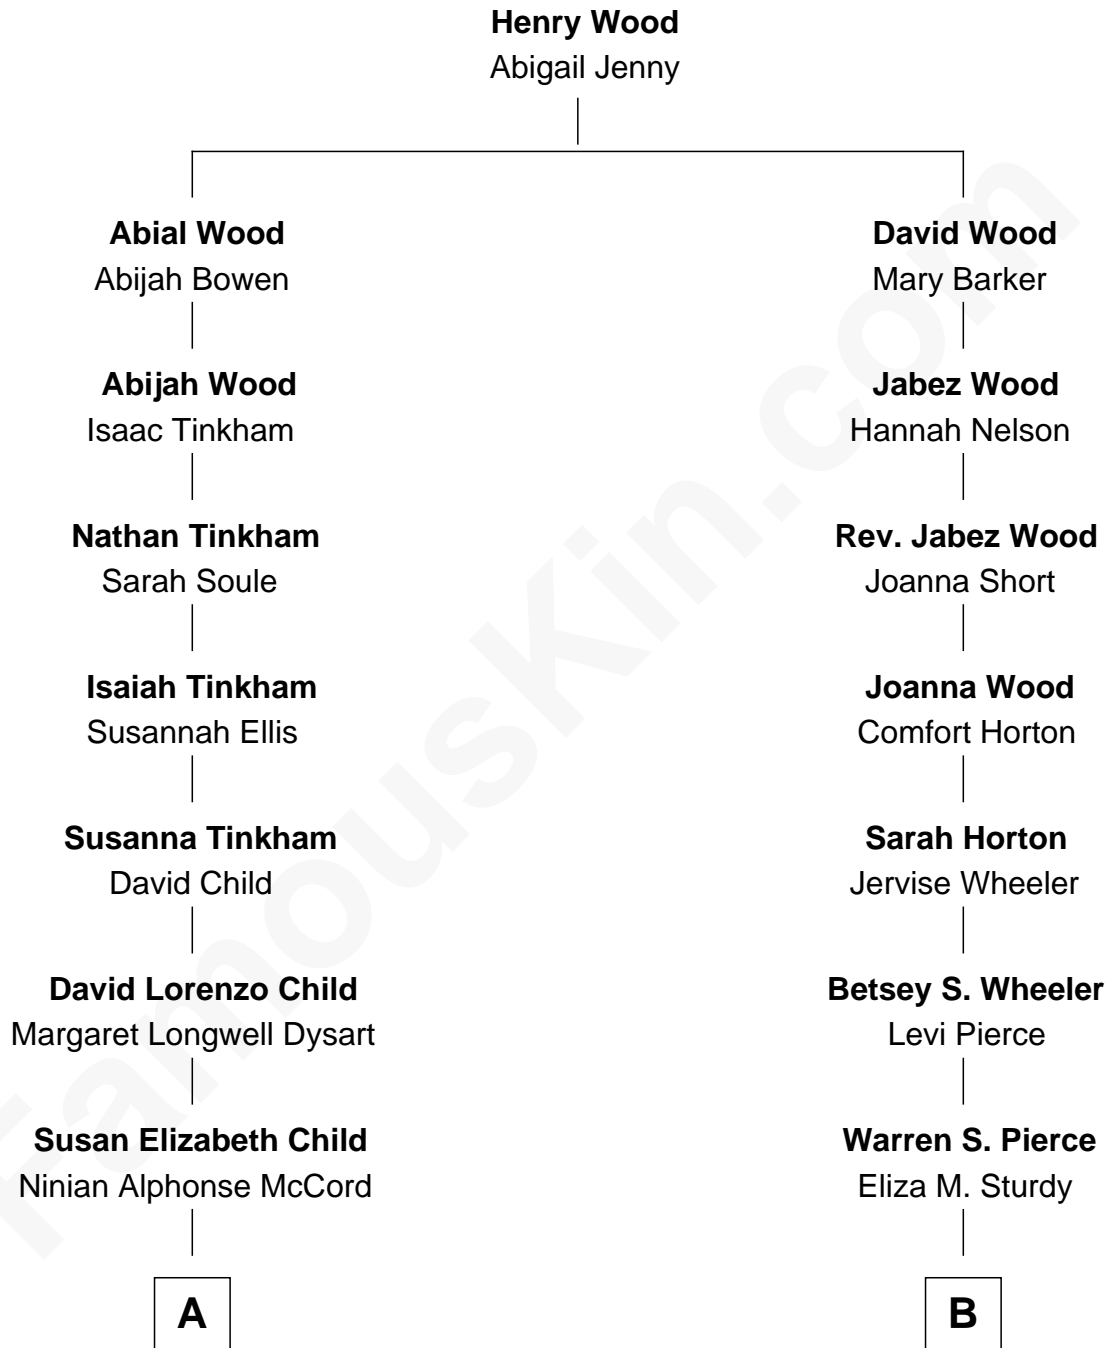 Henry Wood
Abigail Jenny
Abial Wood
Abijah Bowen
David Wood
Mary Barker
Abijah Wood
Isaac Tinkham
Jabez Wood
Hannah Nelson
Nathan Tinkham
Sarah Soule
Rev. Jabez Wood
Joanna Short
Isaiah Tinkham
Susannah Ellis
Joanna Wood
Comfort Horton
Susanna Tinkham
David Child
Sarah Horton
Jervise Wheeler
David Lorenzo Child
Margaret Longwell Dysart
Betsey S. Wheeler
Levi Pierce
Susan Elizabeth Child
Ninian Alphonse McCord
Warren S. Pierce
Eliza M. Sturdy
A
B
FamousKin.com